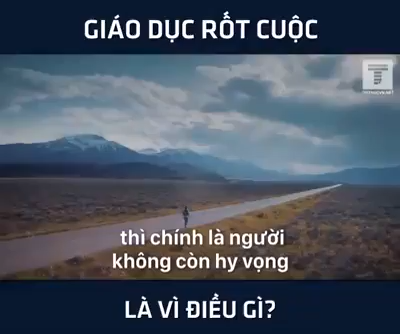 GIÁO DỤC RỐT CUỘC
thì chính là người
không còn hy vọng
LÀ VÌ ĐIỀU GÌ?